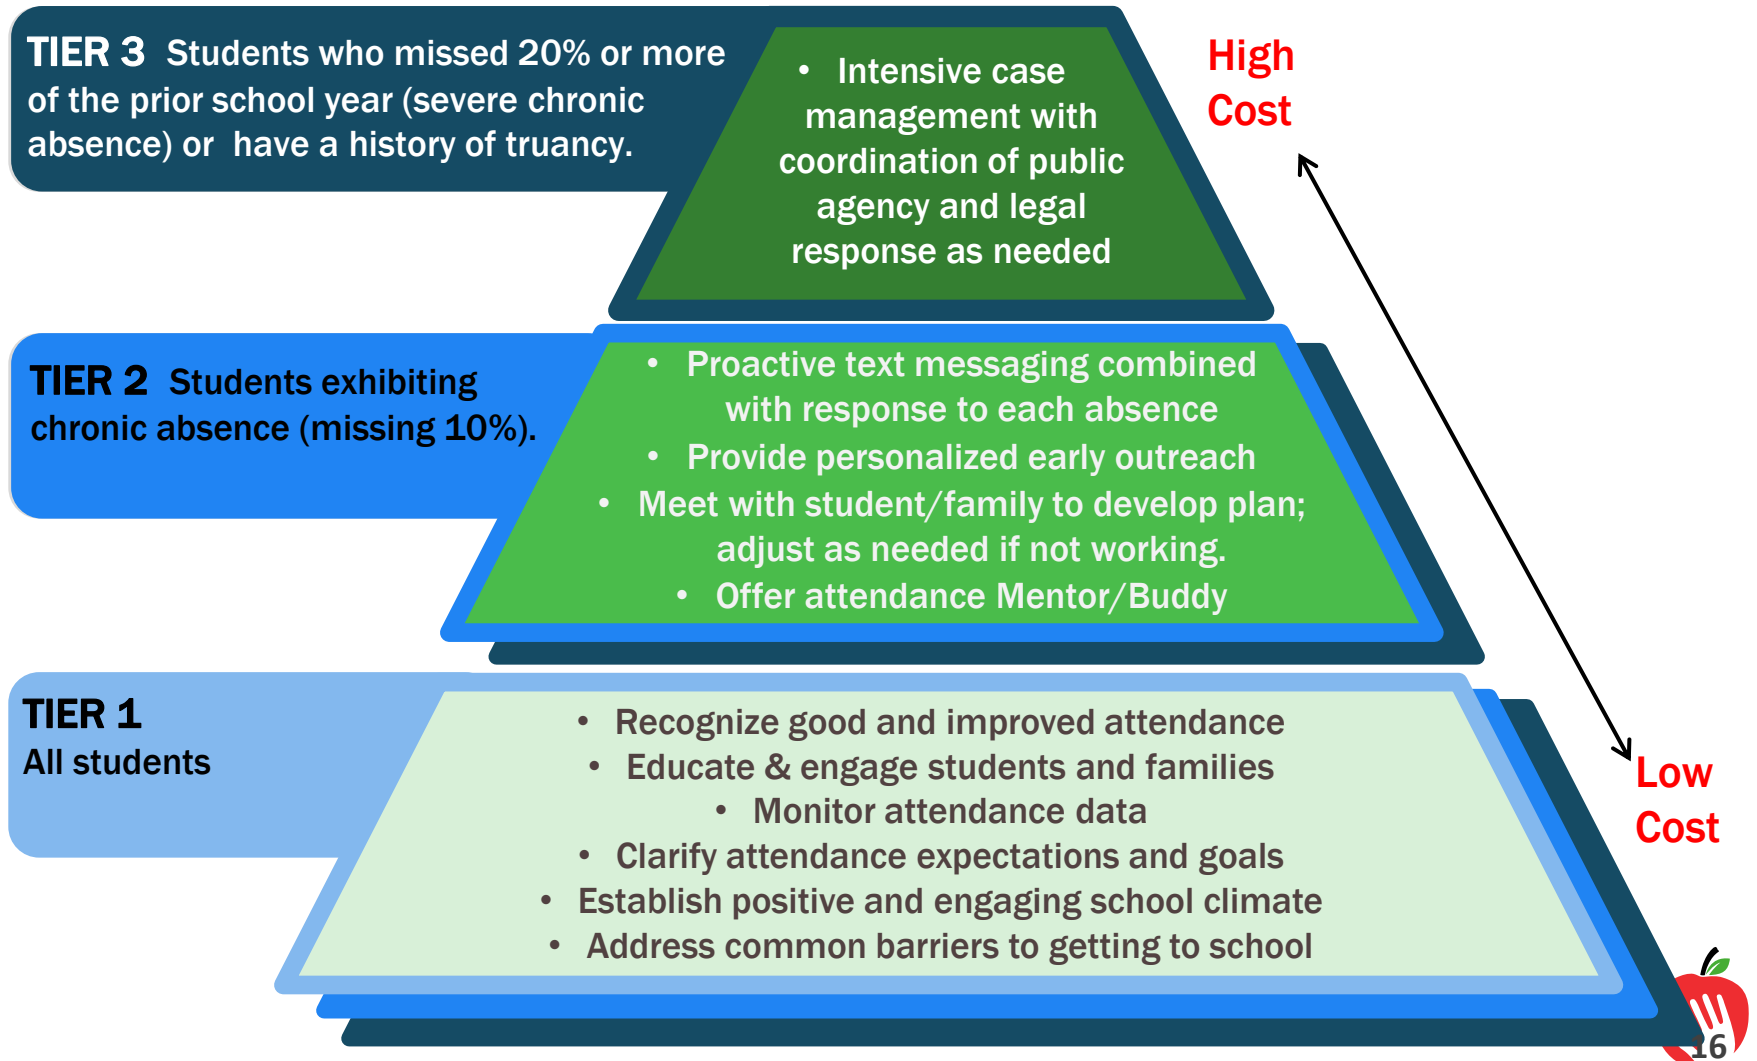 TIER 3 Students who missed 20% or more
of the prior school year (severe chronic
absence) or have a history of truancy.
• Intensive case
management with
coordination of public
agency and legal
response as needed
High
Cost
TIER 2 Students exhibiting
chronic absence (missing 10%).
• Proactive text messaging combined
with response to each absence
• Provide personalized early outreach
• Meet with student/family to develop plan;
adjust as needed if not working.
• Offer attendance Mentor/Buddy
TIER 1
All students
• Recognize good and improved attendance
• Educate & engage students and families
• Monitor attendance data
• Clarify attendance expectations and goals
• Establish positive and engaging school climate
• Address common barriers to getting to school
Low
Cost
16